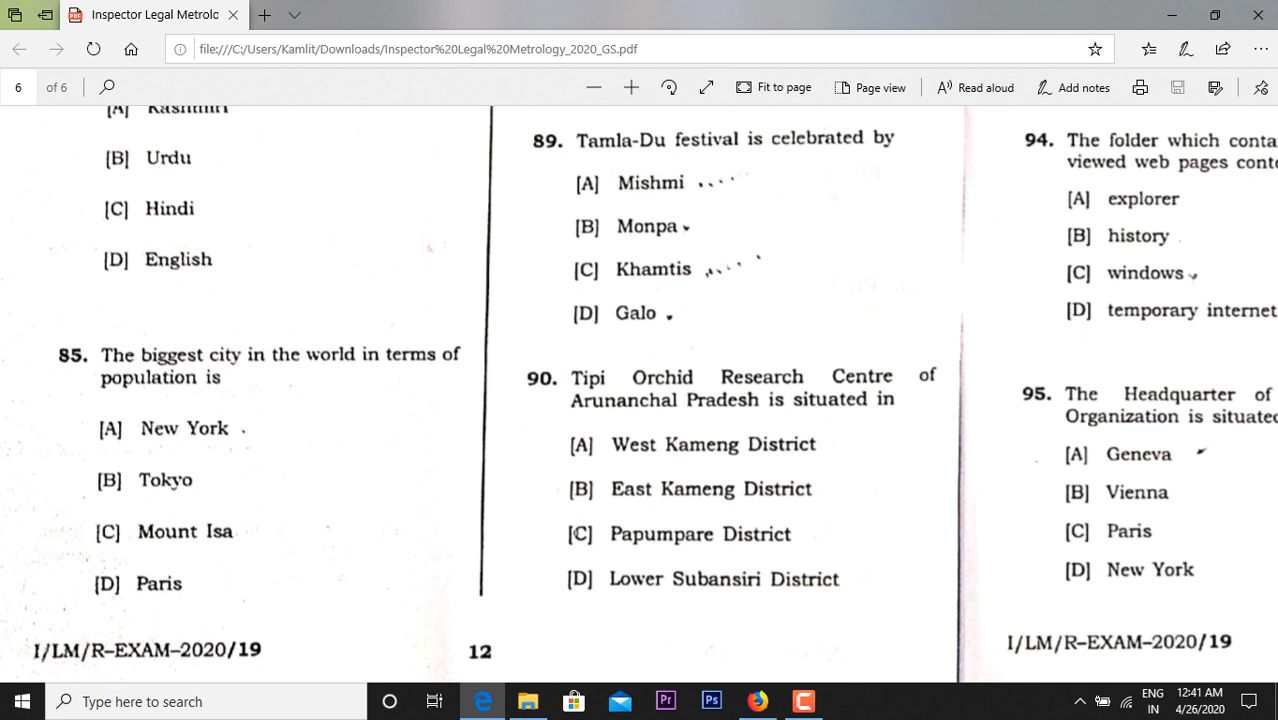 Inspector Legal Metrolo
file:///C:/Users/Kamlit/Downloads/Inspector%20Legal%20Metrology_2020_GS.pdf
6 of 6
Fit to page
Page view
Read aloud
Add notes
[A] Kashmiri
[B] Urdu
[C] Hindi
[D] English
85. The biggest city in the world in terms of
population is
[A] New York
[B] Tokyo
[C] Mount Isa
[D] Paris
I/LM/R–EXAM–2020/19
12
89. Tamla-Du festival is celebrated by
[A] Mishmi
[B] Monpa
[C] Khamtis
[D] Galo
90. Tipi Orchid Research Centre of
Arunanchal Pradesh is situated in
[A] West Kameng District
[B] East Kameng District
[C] Papumpare District
[D] Lower Subansiri District
94. The folder which conta
viewed web pages conte
[A] explorer
[B] history
[C] windows
[D] temporary internet
95. The Headquarter of
Organization is situated
[A] Geneva
[B] Vienna
[C] Paris
[D] New York
I/LM/R–EXAM–2020/19
Type here to search
Pr
Ps
ENG
IN
12:41 AM
4/26/2020